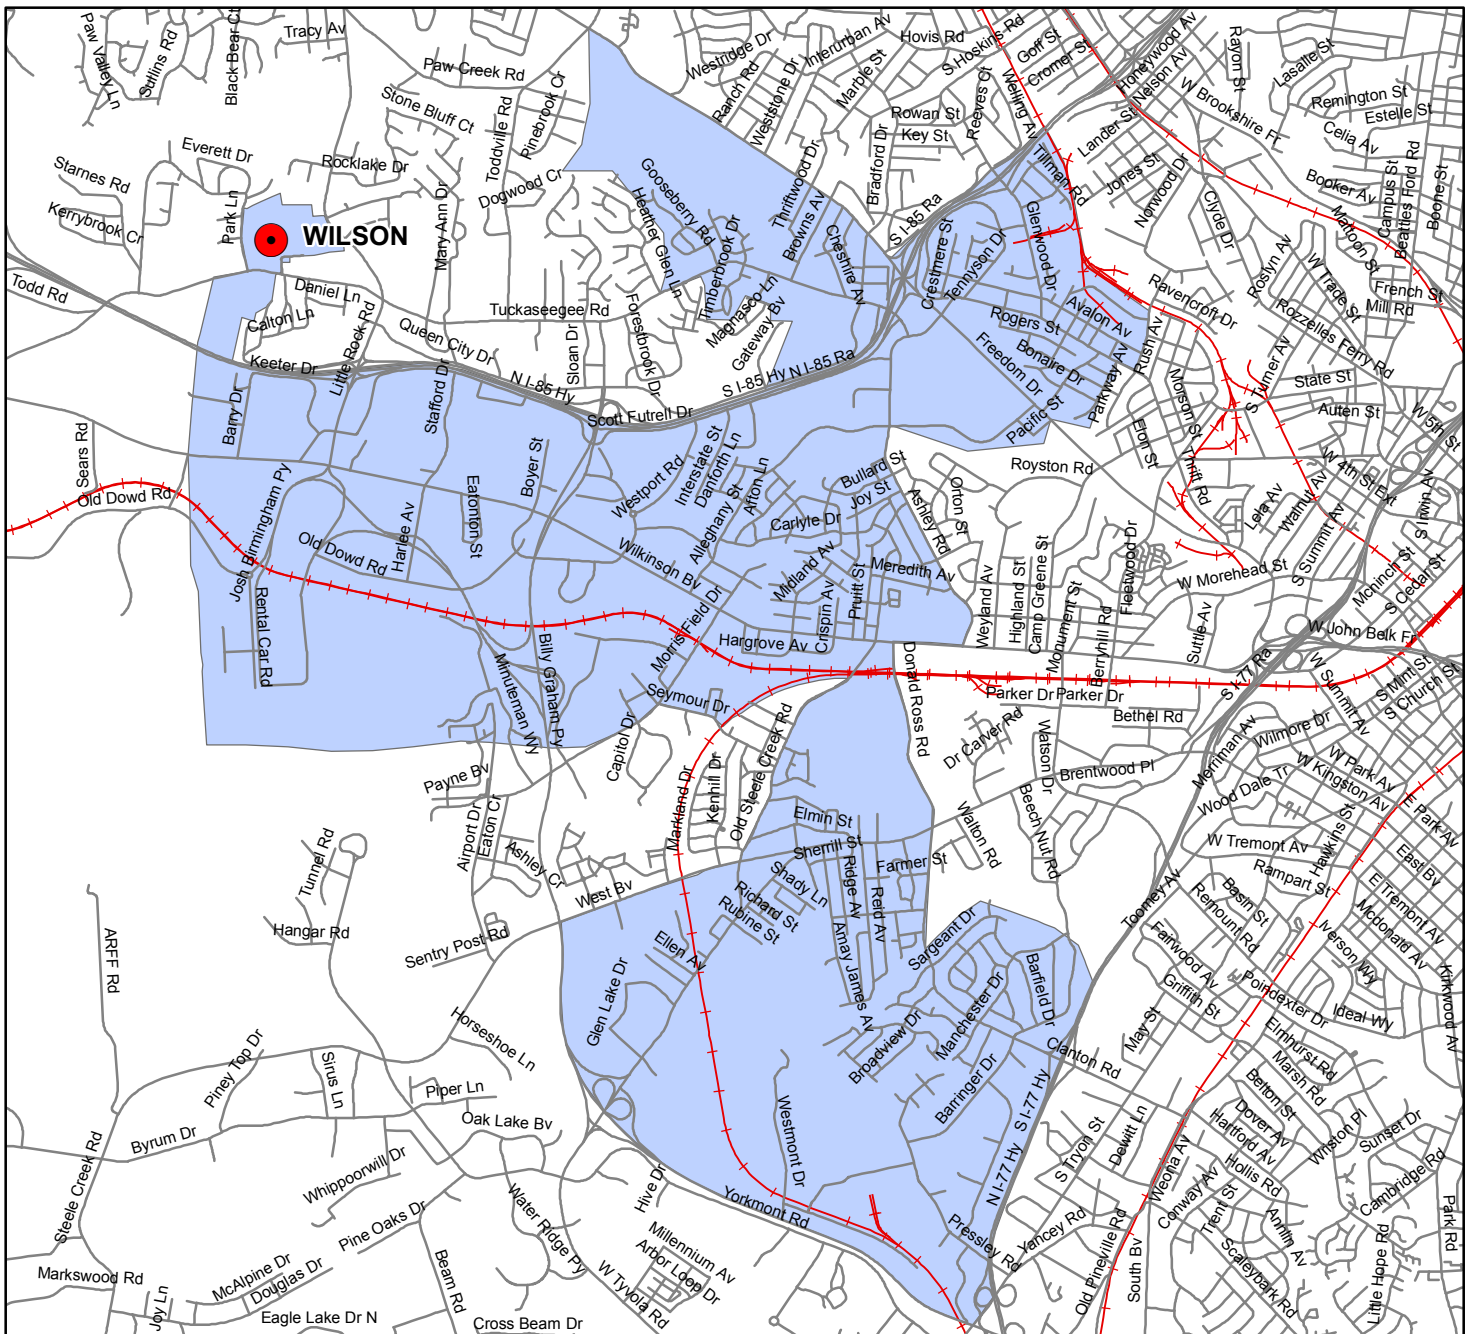 Paw Valley Ln
Sullins Rd
Black Bear Ct
Tracy Av
Paw Creek Rd
Stone Bluff Ct
Toddville Rd
Pinebrook Cr
Westridge Dr
Ranch Rd
Weststone Dr
Interurban Av
Marble St
Hovis Rd
S Hoskins Rd
Goff St
Cromer St
Welling Av
Honeywood Av
Nelson Av
W Brookshire Fr
Rayon St
Lasalle St
Remington St
Estelle St
Celia Av
Everett Dr
Starnes Rd
Kerrybrook Cr
Park Ln
Rocklake Dr
Mary Ann Dr
Dogwood Cr
Gooseberry Rd
Heather Glen Ln
Timberbrook Dr
Thriftwood Dr
Browns Av
Bradford Dr
Rowan St
Key St
Reeves Ct
Lander St
Tillman Rd
Jones St
Norwood Dr
Clyde Dr
Booker Av
Mattoon St
Campus St
Beatties Ford Rd
Boone St
WILSON
Todd Rd
Daniel Ln
Calton Ln
Little Rock Rd
Keeter Dr
Queen City Dr
Tuckaseegee Rd
Sloan Dr
Forestbrook Dr
Magnasco Ln
Gateway Bv
Cheshire Av
S I-85 Ra
Crestmere St
Tennyson Dr
Glenwood Dr
Rogers St
Avalon Av
Ravencroft Dr
Roslyn Av
W Trade St
French St
Mill Rd
Rozzelles Ferry Rd
Freedom Dr
Bonaire Dr
Pacific St
Parkway Av
Rush Av
S Turner Av
State St
Auten St
W 5th St
N I-85 Hy
S I-85 Hy
N I-85 Ra
Scott Futrell Dr
Barry Dr
Stafford Dr
Sears Rd
Old Dowd Rd
Josh Birmingham Py
Old Dowd Rd
Harlee Av
Eatonton St
Boyer St
Westport Rd
Interstate St
Danforth Ln
Alleghany St
Afton Ln
Bullard St
Joy St
Carlyle Dr
Ashley Rd
Orton St
Royston Rd
Elon St
Morson St
Thrift Rd
Lela Av
Walnut Av
W 4th St Ext
S Summit Av
S Irwin Av
Wilkinson Bv
Midland Av
Meredith Av
Crispin Av
Pruitt St
Hargrove Av
Morris Field Dr
Weyland Av
Highland St
Camp Greene St
Monument St
Berryhill Rd
Fleetwood Dr
W Morehead St
Suttle Av
Mcninch St
S Cedar St
W John Belk Fr
Rental Car Rd
Minuteman Wy
Billy Graham Py
Seymour Dr
Capitol Dr
Donald Ross Rd
Parker Dr
Parker Dr
Bethel Rd
S I-77 Ra
W Summit Av
S Mint St
S Church St
Payne Bv
Airport Dr
Eaton Cr
Ashley Cr
Markland Dr
Kenhill Dr
Old Steele Creek Rd
Dr Carver Rd
Watson Dr
Brentwood Pl
Merriman Av
Wilmore Dr
W Park Av
W Kingston Av
Wood Dale Tr
E Park Av
Tunnel Rd
Hangar Rd
Sentry Post Rd
West Bv
Elmin St
Sherrill St
S Ridge Av
Farmer St
Walton Rd
Beech Nut Rd
Toomey Av
W Tremont Av
Hawkins St
Rampart St
East Bv
E Tremont Av
Mcdonald Av
Shady Ln
Richard St
Rubine St
Reid Av
Amay James Av
Ellen Av
Glen Lake Dr
Sargeant Dr
Barfield Dr
Manchester Dr
Broadview Dr
Barringer Dr
Basin St
Remount Rd
Fairwood Av
Griffith St
Poindexter Dr
Iverson Wy
Ideal Wy
Kirkwood Av
ARFF Rd
Horseshoe Ln
Piney Top Dr
Sirus Ln
Piper Ln
Oak Lake Bv
Byrum Dr
Whippoorwill Dr
Steele Creek Rd
Pine Oaks Dr
Water Ridge Py
Hive Dr
Westmont Dr
Yorkmont Rd
Clanton Rd
May St
S I-77 Hy
N I-77 Hy
S Tryon St
Dewitt Ln
Weona Av
Elmhurst Rd
Marsh Rd
Belton St
Dover Av
Hartford Av
Hollis Rd
Winston Pl
Sunset Dr
Cambridge Rd
Conway Av
Trent St
Annlin Av
Scaleybark Rd
Little Hope Rd
Park Rd
Pressley Rd
Yancey Rd
Old Pineville Rd
South Bv
Markswood Rd
McAlpine Dr
Douglas Dr
Joy Ln
Eagle Lake Dr N
Beam Rd
Cross Beam Dr
W Tyvola Rd
Millennium Av
Arbor Loop Dr